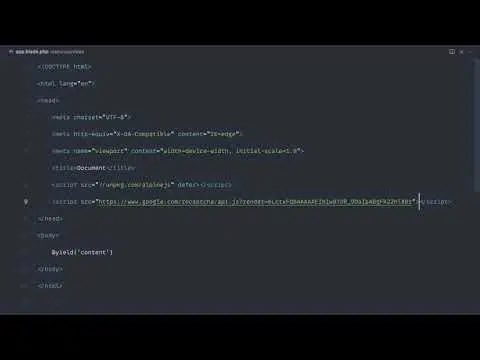 app.blade.php
<!DOCTYPE html>
<html lang="en">
<head>
<meta charset="UTF-8">
<meta http-equiv="X-UA-Compatible" content="IE=edge">
<meta name="viewport" content="width=device-width, initial-scale=1.0">
<title>Document</title>
<script src="//unpkg.com/alpinejs" defer></script>
<script src="https://www.google.com/recaptcha/api.js?render=
</script>
</head>
<body>
@yield('content')
</body>
</html>